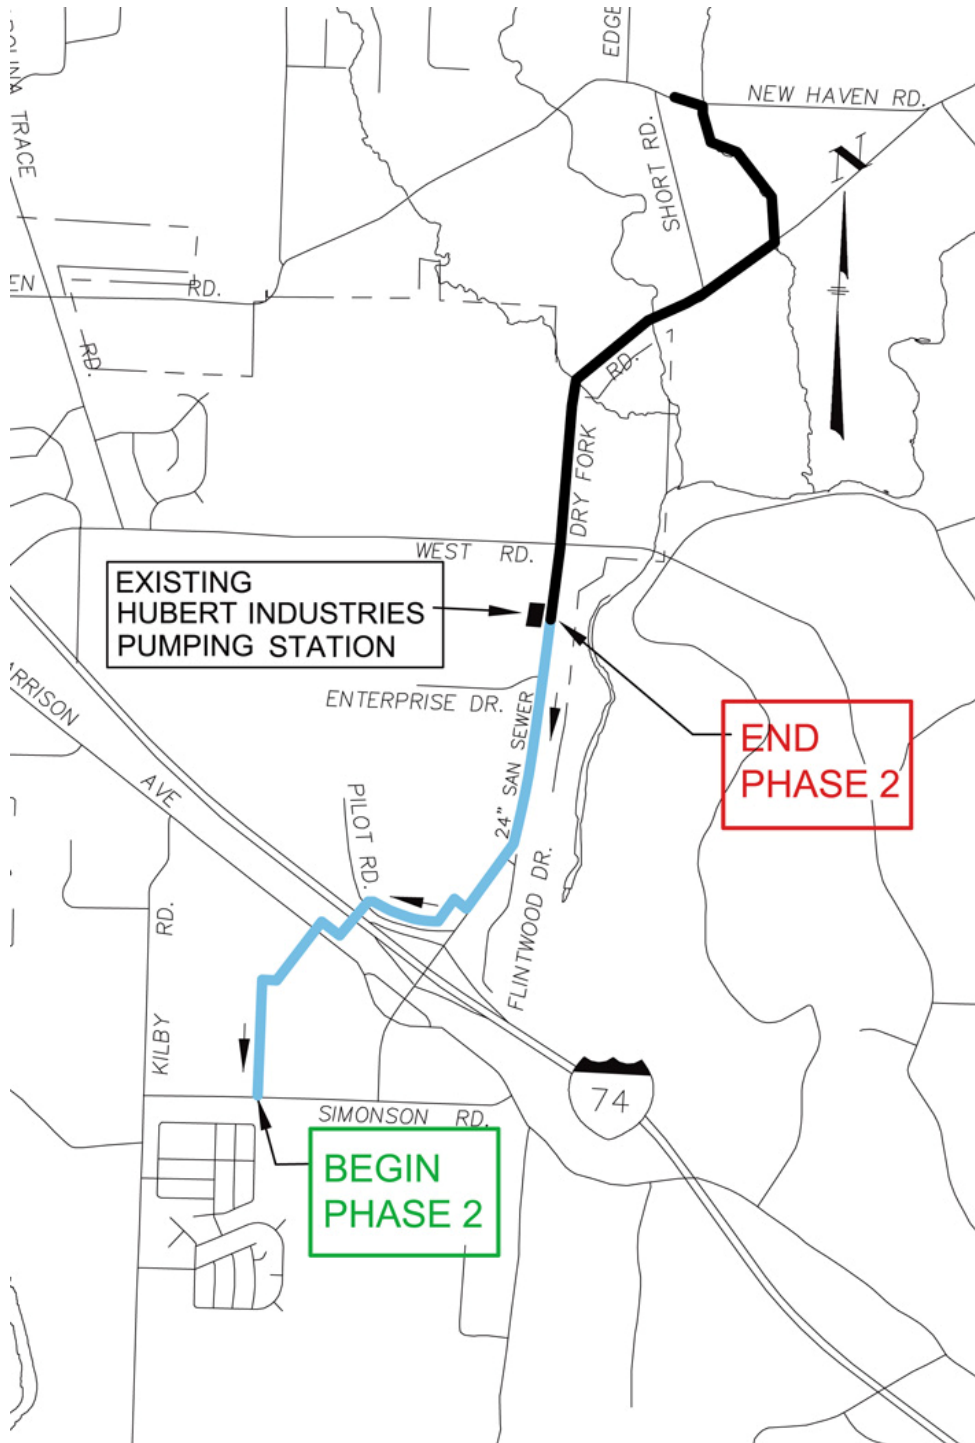 EDGE
NEW HAVEN RD.
TRACE
SHORT RD.
N
EN
RD.
RD.
RD.
DRY FORK
WEST RD.
EXISTING
HUBERT INDUSTRIES
PUMPING STATION
ENTERPRISE DR.
RRISON
AVE
24" SAN SEWER
END
PHASE 2
PILOT RD.
FLINTWOOD DR.
KILBY RD.
74
SIMONSON RD.
BEGIN
PHASE 2